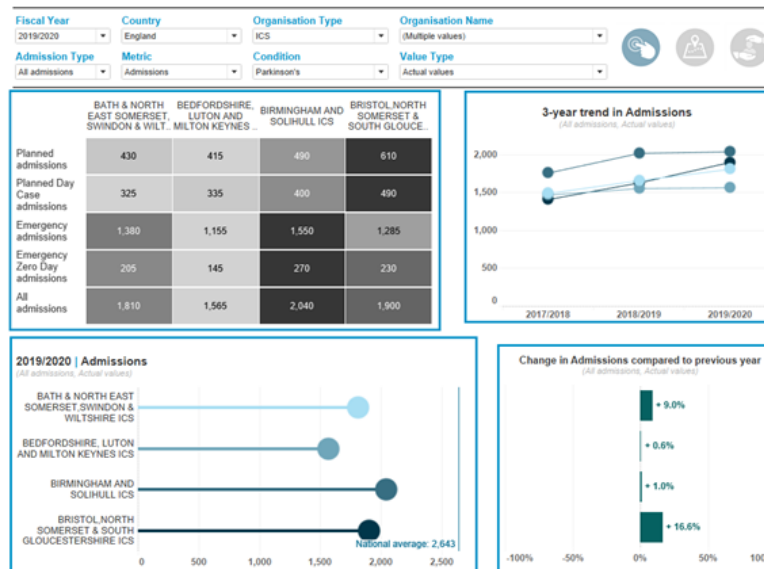 Fiscal Year
Country
Organisation Type
Organisation Name
2019/2020
England
ICS
(Multiple values)
Admission Type
Metric
Condition
Value Type
All admissions
Admissions
Parkinson's
Actual values
BATH & NORTH
EAST SOMERSET,
SWINDON & WILT..
BEDFORDSHIRE,
LUTON AND
MILTON KEYNES ..
BIRMINGHAM AND
SOLIHULL ICS
BRISTOL,NORTH
SOMERSET &
SOUTH GLOUCE..
Planned
admissions
430 415 490 610
Planned Day
Case
admissions
325 335 400 490
Emergency
admissions
1,380 1,155 1,550 1,285
Emergency
Zero Day
admissions
205 145 270 230
All
admissions
1,810 1,565 2,040 1,900
3-year trend in Admissions
(All admissions, Actual values)
2,000
1,500
1,000
500
0
2017/2018 2018/2019 2019/2020
2019/2020 | Admissions
(All admissions, Actual values)
BATH & NORTH EAST
SOMERSET,SWINDON &
WILTSHIRE ICS
BEDFORDSHIRE, LUTON
AND MILTON KEYNES ICS
BIRMINGHAM AND
SOLIHULL ICS
BRISTOL,NORTH
SOMERSET & SOUTH
GLOUCESTERSHIRE ICS
National average: 2,643
0 500 1,000 1,500 2,000 2,500
Change in Admissions compared to previous year
(All admissions, Actual values)
+ 9.0%
+ 0.6%
+ 1.0%
+ 16.6%
-100% -50% 0% 50% 100